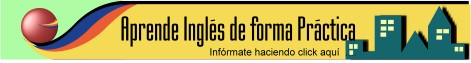 Aprende Inglés de forma Práctica
Infórmate haciendo click aquí